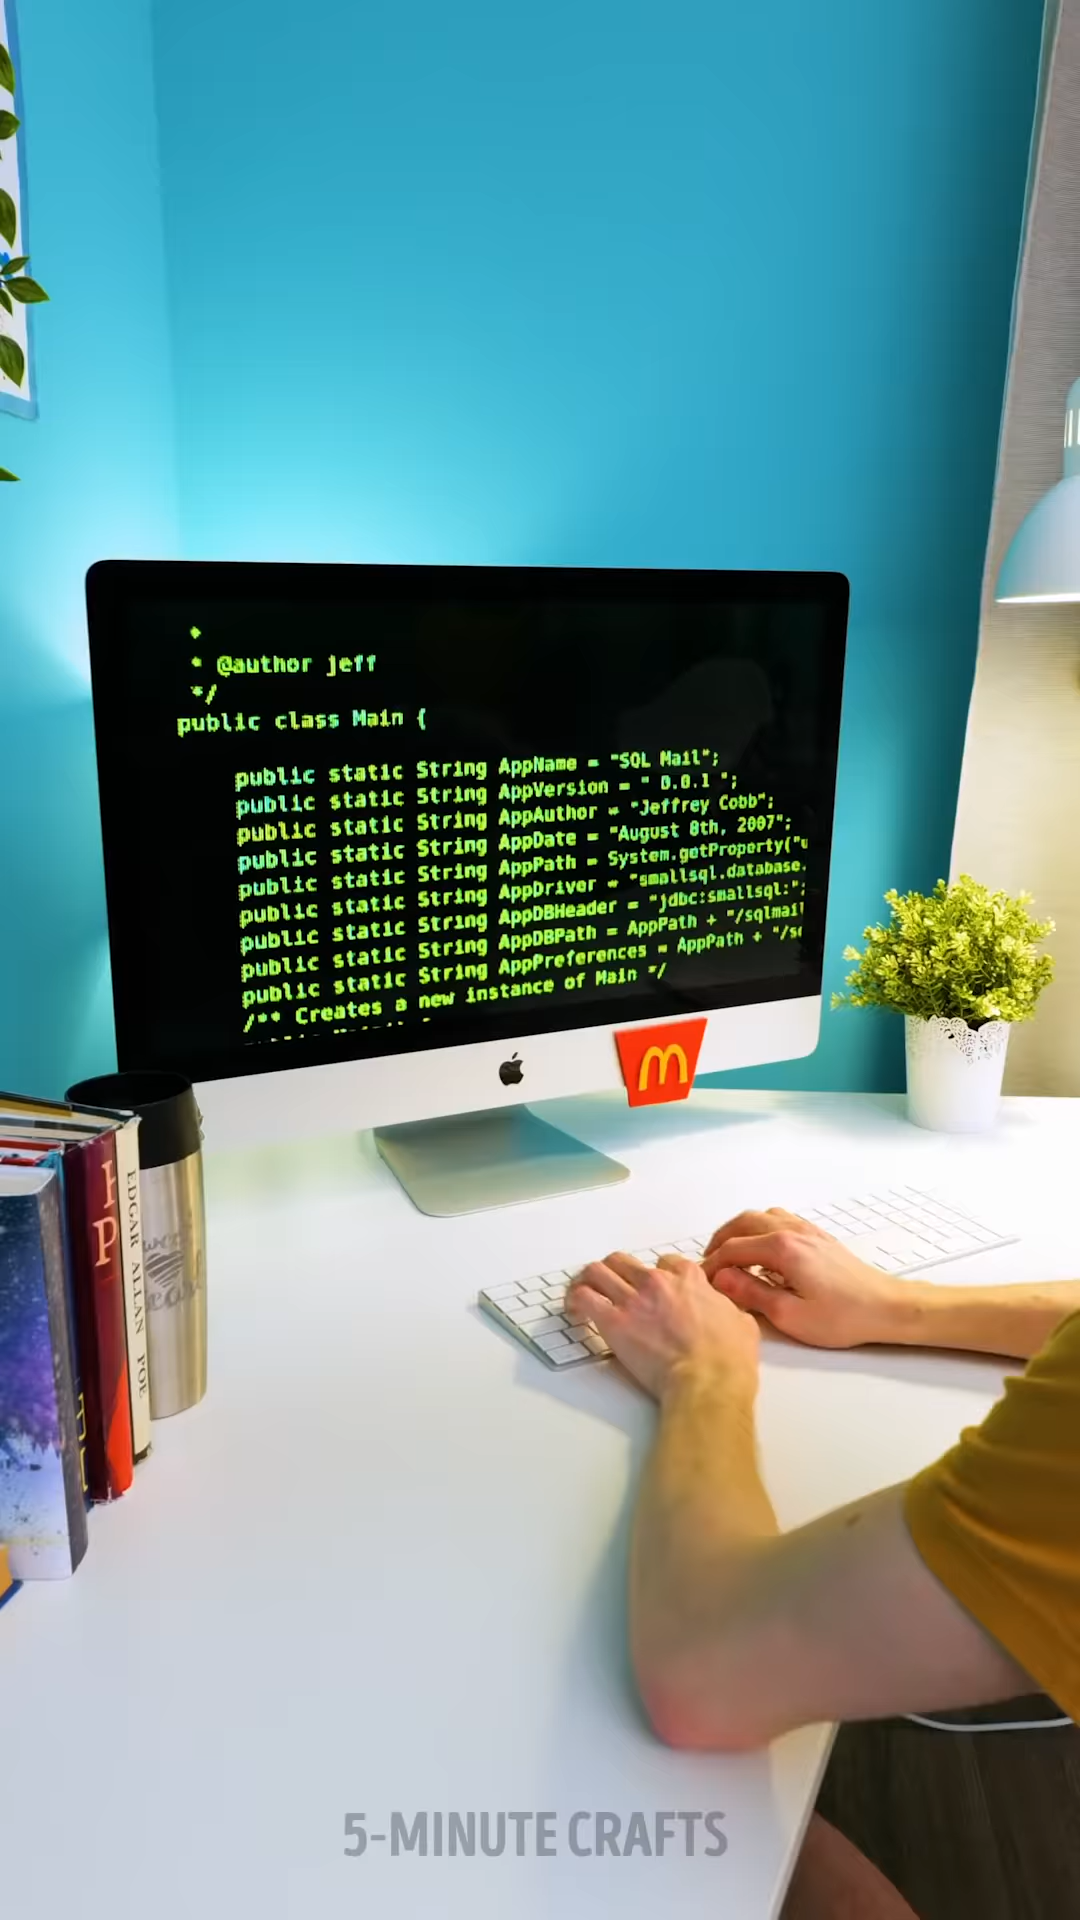 * @author jeff
*/
public class Main {
public static String AppName = "SQL Mail";
public static String AppVersion = " 0.0.1 ";
public static String AppAuthor = "Jeffrey Cobb";
public static String AppDate = "August 8th, 2007";
public static String AppPath = System.getProperty("u
public static String AppDriver = "smallsql.database.
public static String AppDBHeader = "jdbc:smallsql:";
public static String AppDBPath = AppPath + "/sqlmail
public static String AppPreferences = AppPath + "/sq
/** Creates a new instance of Main */
m
I
P
EDGAR ALLAN POE
5-MINUTE CRAFTS